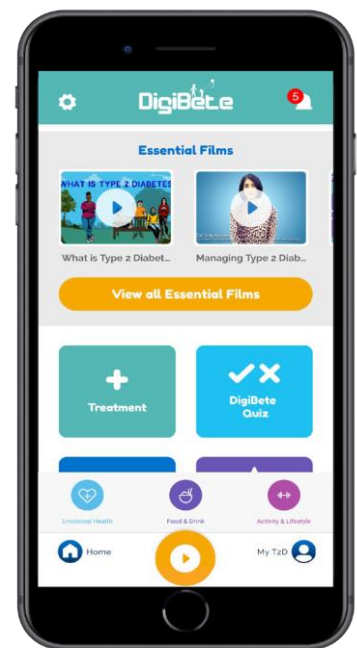 DigiBete
5
Essential Films
WHAT IS TYPE 2 DIABETES
What is Type 2 Diabet...
Managing Type 2 Diab...
View all Essential Films
Treatment
DigiBete
Quiz
Emotional Health
Food & Drink
Activity & Lifestyle
Home
My T2D